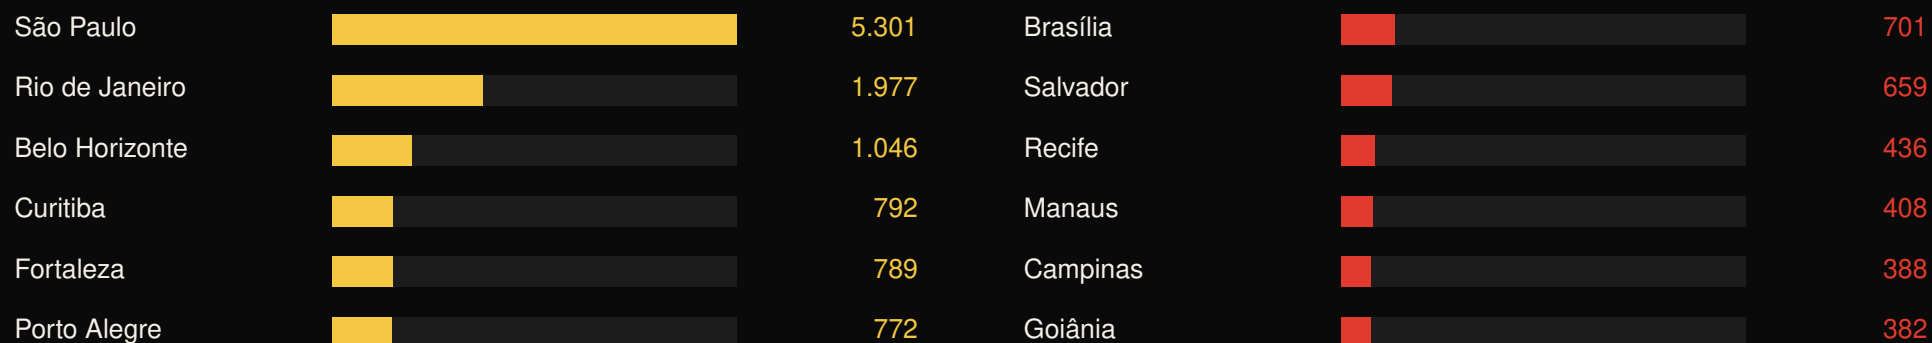 São Paulo 5.301
Rio de Janeiro 1.977
Belo Horizonte 1.046
Curitiba 792
Fortaleza 789
Porto Alegre 772
Brasília 701
Salvador 659
Recife 436
Manaus 408
Campinas 388
Goiânia 382